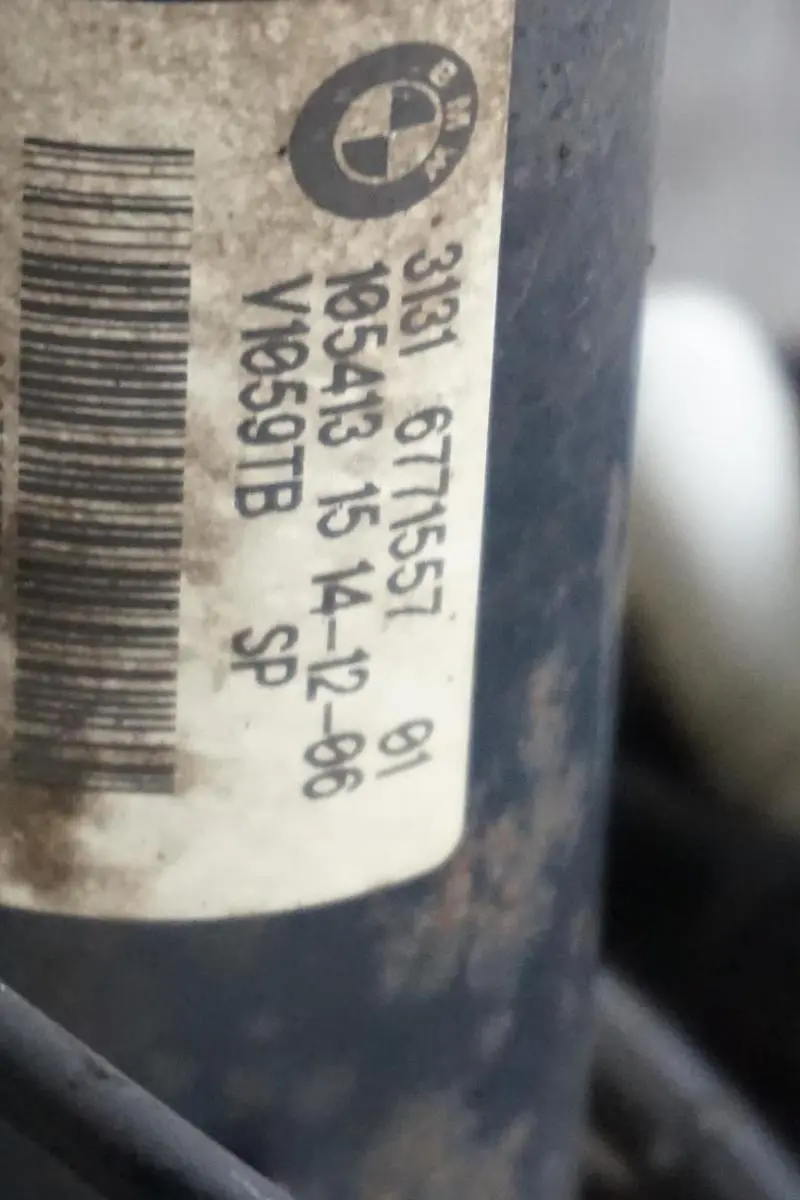 BMW
3131 6771557 01
105413 15 14-12-06
V1059TB SP